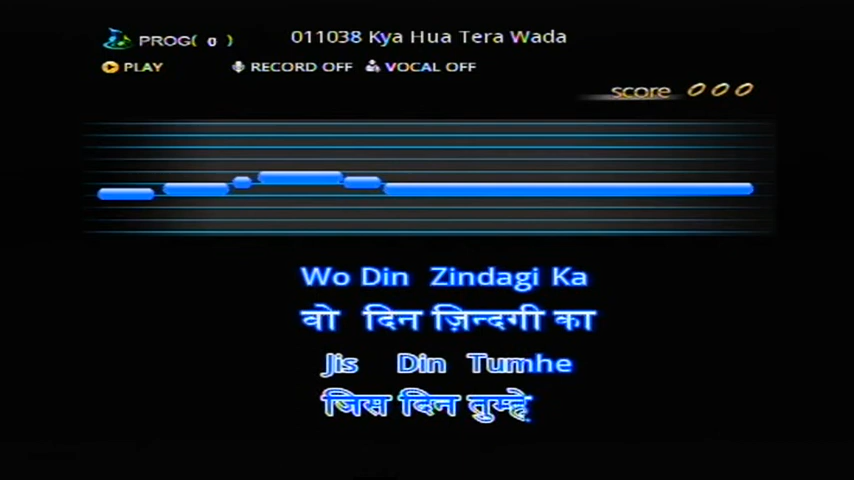 PROG( 0 )
011038 Kya Hua Tera Wada
PLAY RECORD OFF VOCAL OFF
score 000
Wo Din Zindagi Ka
वो दिन ज़िन्दगी का
Jis Din Tumhe
जिस दिन तुम्हे